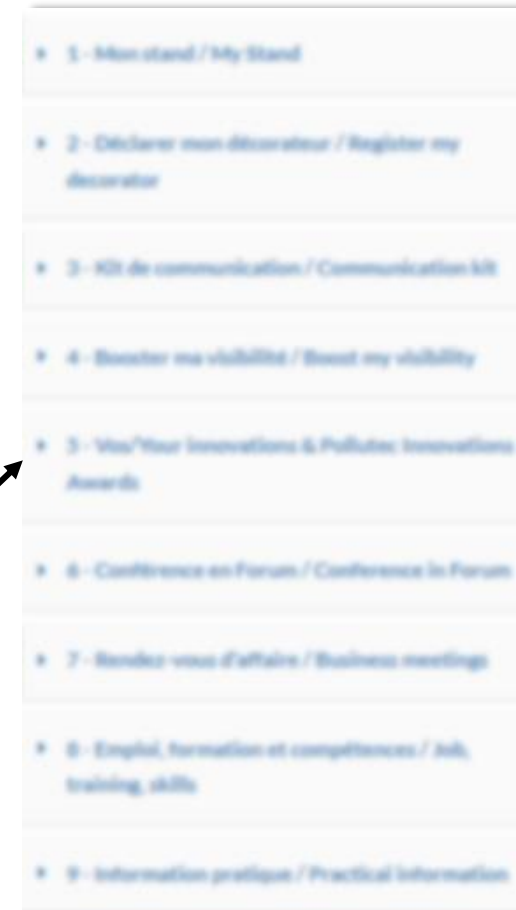 1 - Mon stand / My Stand
2 - Déclarer mon décorateur / Register my
decorator
3 - Kit de communication / Communication kit
4 - Booster ma visibilité / Boost my visibility
5 - Vos/Your innovations & Pollutec Innovations
Awards
6 - Conférence en Forum / Conference in Forum
7 - Rendez-vous d'affaire / Business meetings
8 - Emploi, formation et compétences / Job,
training, skills
9 - Information pratique / Practical information